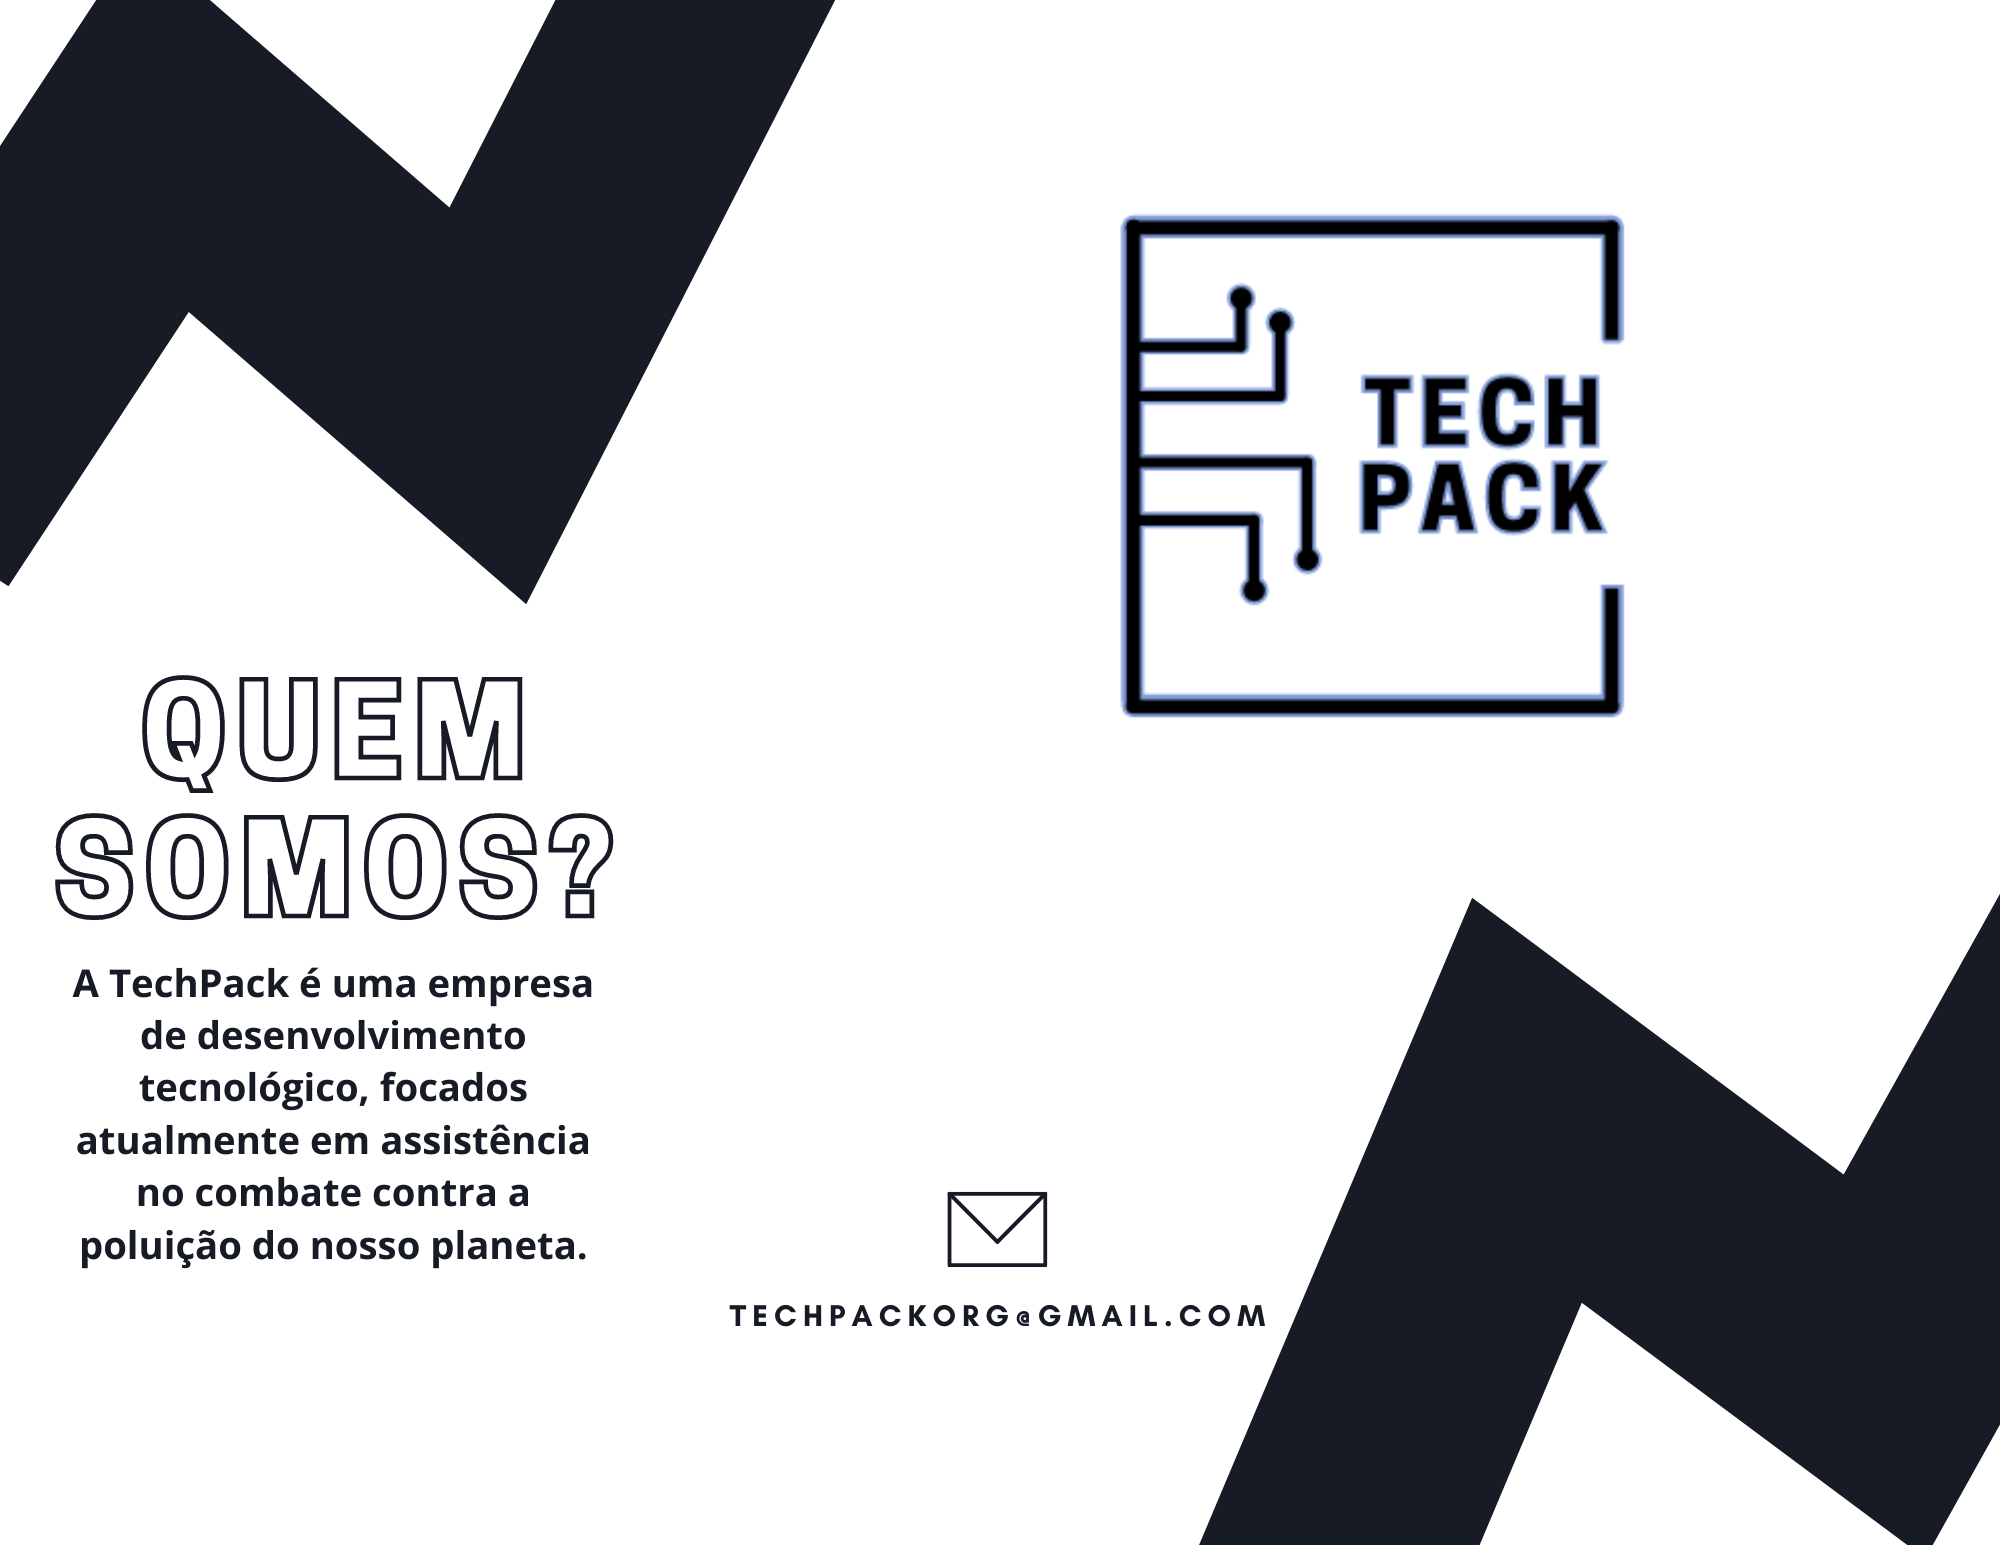 QUEM
SOMOS?
A TechPack é uma empresa
de desenvolvimento
tecnológico, focados
atualmente em assistência
no combate contra a
poluição do nosso planeta.
TECHPACKORG@GMAIL.COM
TECH
PACK